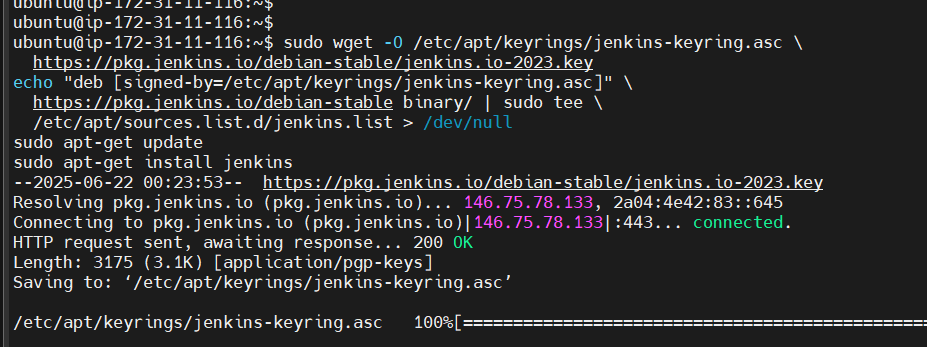 ubuntu@ip-172-31-11-116:~$
ubuntu@ip-172-31-11-116:~$
ubuntu@ip-172-31-11-116:~$ sudo wget -O /etc/apt/keyrings/jenkins-keyring.asc \
  https://pkg.jenkins.io/debian-stable/jenkins.io-2023.key
echo "deb [signed-by=/etc/apt/keyrings/jenkins-keyring.asc]" \
  https://pkg.jenkins.io/debian-stable binary/ | sudo tee \
  /etc/apt/sources.list.d/jenkins.list > /dev/null
sudo apt-get update
sudo apt-get install jenkins
--2025-06-22 00:23:53--  https://pkg.jenkins.io/debian-stable/jenkins.io-2023.key
Resolving pkg.jenkins.io (pkg.jenkins.io)... 146.75.78.133, 2a04:4e42:83::645
Connecting to pkg.jenkins.io (pkg.jenkins.io)|146.75.78.133|:443... connected.
HTTP request sent, awaiting response... 200 OK
Length: 3175 (3.1K) [application/pgp-keys]
Saving to: ‘/etc/apt/keyrings/jenkins-keyring.asc’
/etc/apt/keyrings/jenkins-keyring.asc   100%[==============================================